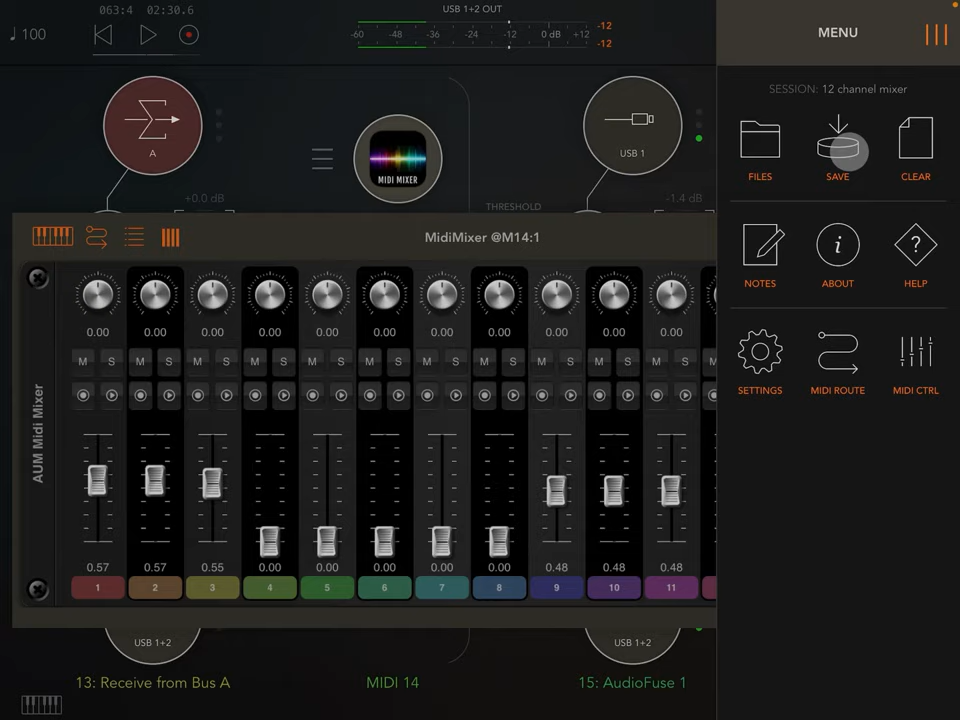 063:4 02:30.6
USB 1+2 OUT
♩ 100
-60 -48 -36 -24 -12 0 dB +12
-12
-12
MENU
SESSION: 12 channel mixer
A
MIDI MIXER
USB 1
FILES SAVE CLEAR
+0.0 dB
THRESHOLD
-1.4 dB
MidiMixer @M14:1
NOTES ABOUT HELP
0.00 0.00 0.00 0.00 0.00 0.00 0.00 0.00 0.00 0.00 0.00
M S M S M S M S M S M S M S M S M S M S M S M
SETTINGS MIDI ROUTE MIDI CTRL
AUM Midi Mixer
0.57 0.57 0.55 0.00 0.00 0.00 0.00 0.00 0.48 0.48 0.48
1 2 3 4 5 6 7 8 9 10 11
USB 1+2
USB 1+2
13: Receive from Bus A
MIDI 14
15: AudioFuse 1